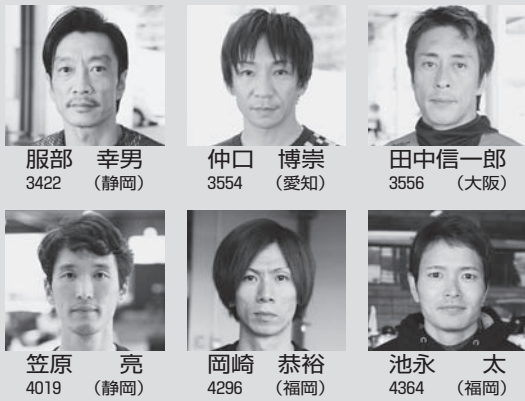 服部　幸男
3422　（静岡）
仲口　博崇
3554　（愛知）
田中信一郎
3556　（大阪）
笠原　　亮
4019　（静岡）
岡崎　恭裕
4296　（福岡）
池永　　太
4364　（福岡）